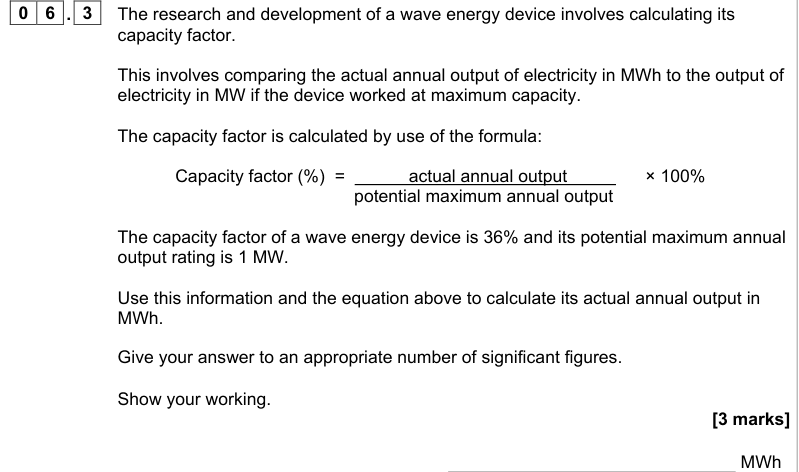 0 6 . 3 The research and development of a wave energy device involves calculating its
capacity factor.
This involves comparing the actual annual output of electricity in MWh to the output of
electricity in MW if the device worked at maximum capacity.
The capacity factor is calculated by use of the formula:
Capacity factor (%) = actual annual output × 100%
potential maximum annual output
The capacity factor of a wave energy device is 36% and its potential maximum annual
output rating is 1 MW.
Use this information and the equation above to calculate its actual annual output in
MWh.
Give your answer to an appropriate number of significant figures.
Show your working.
[3 marks]
MWh